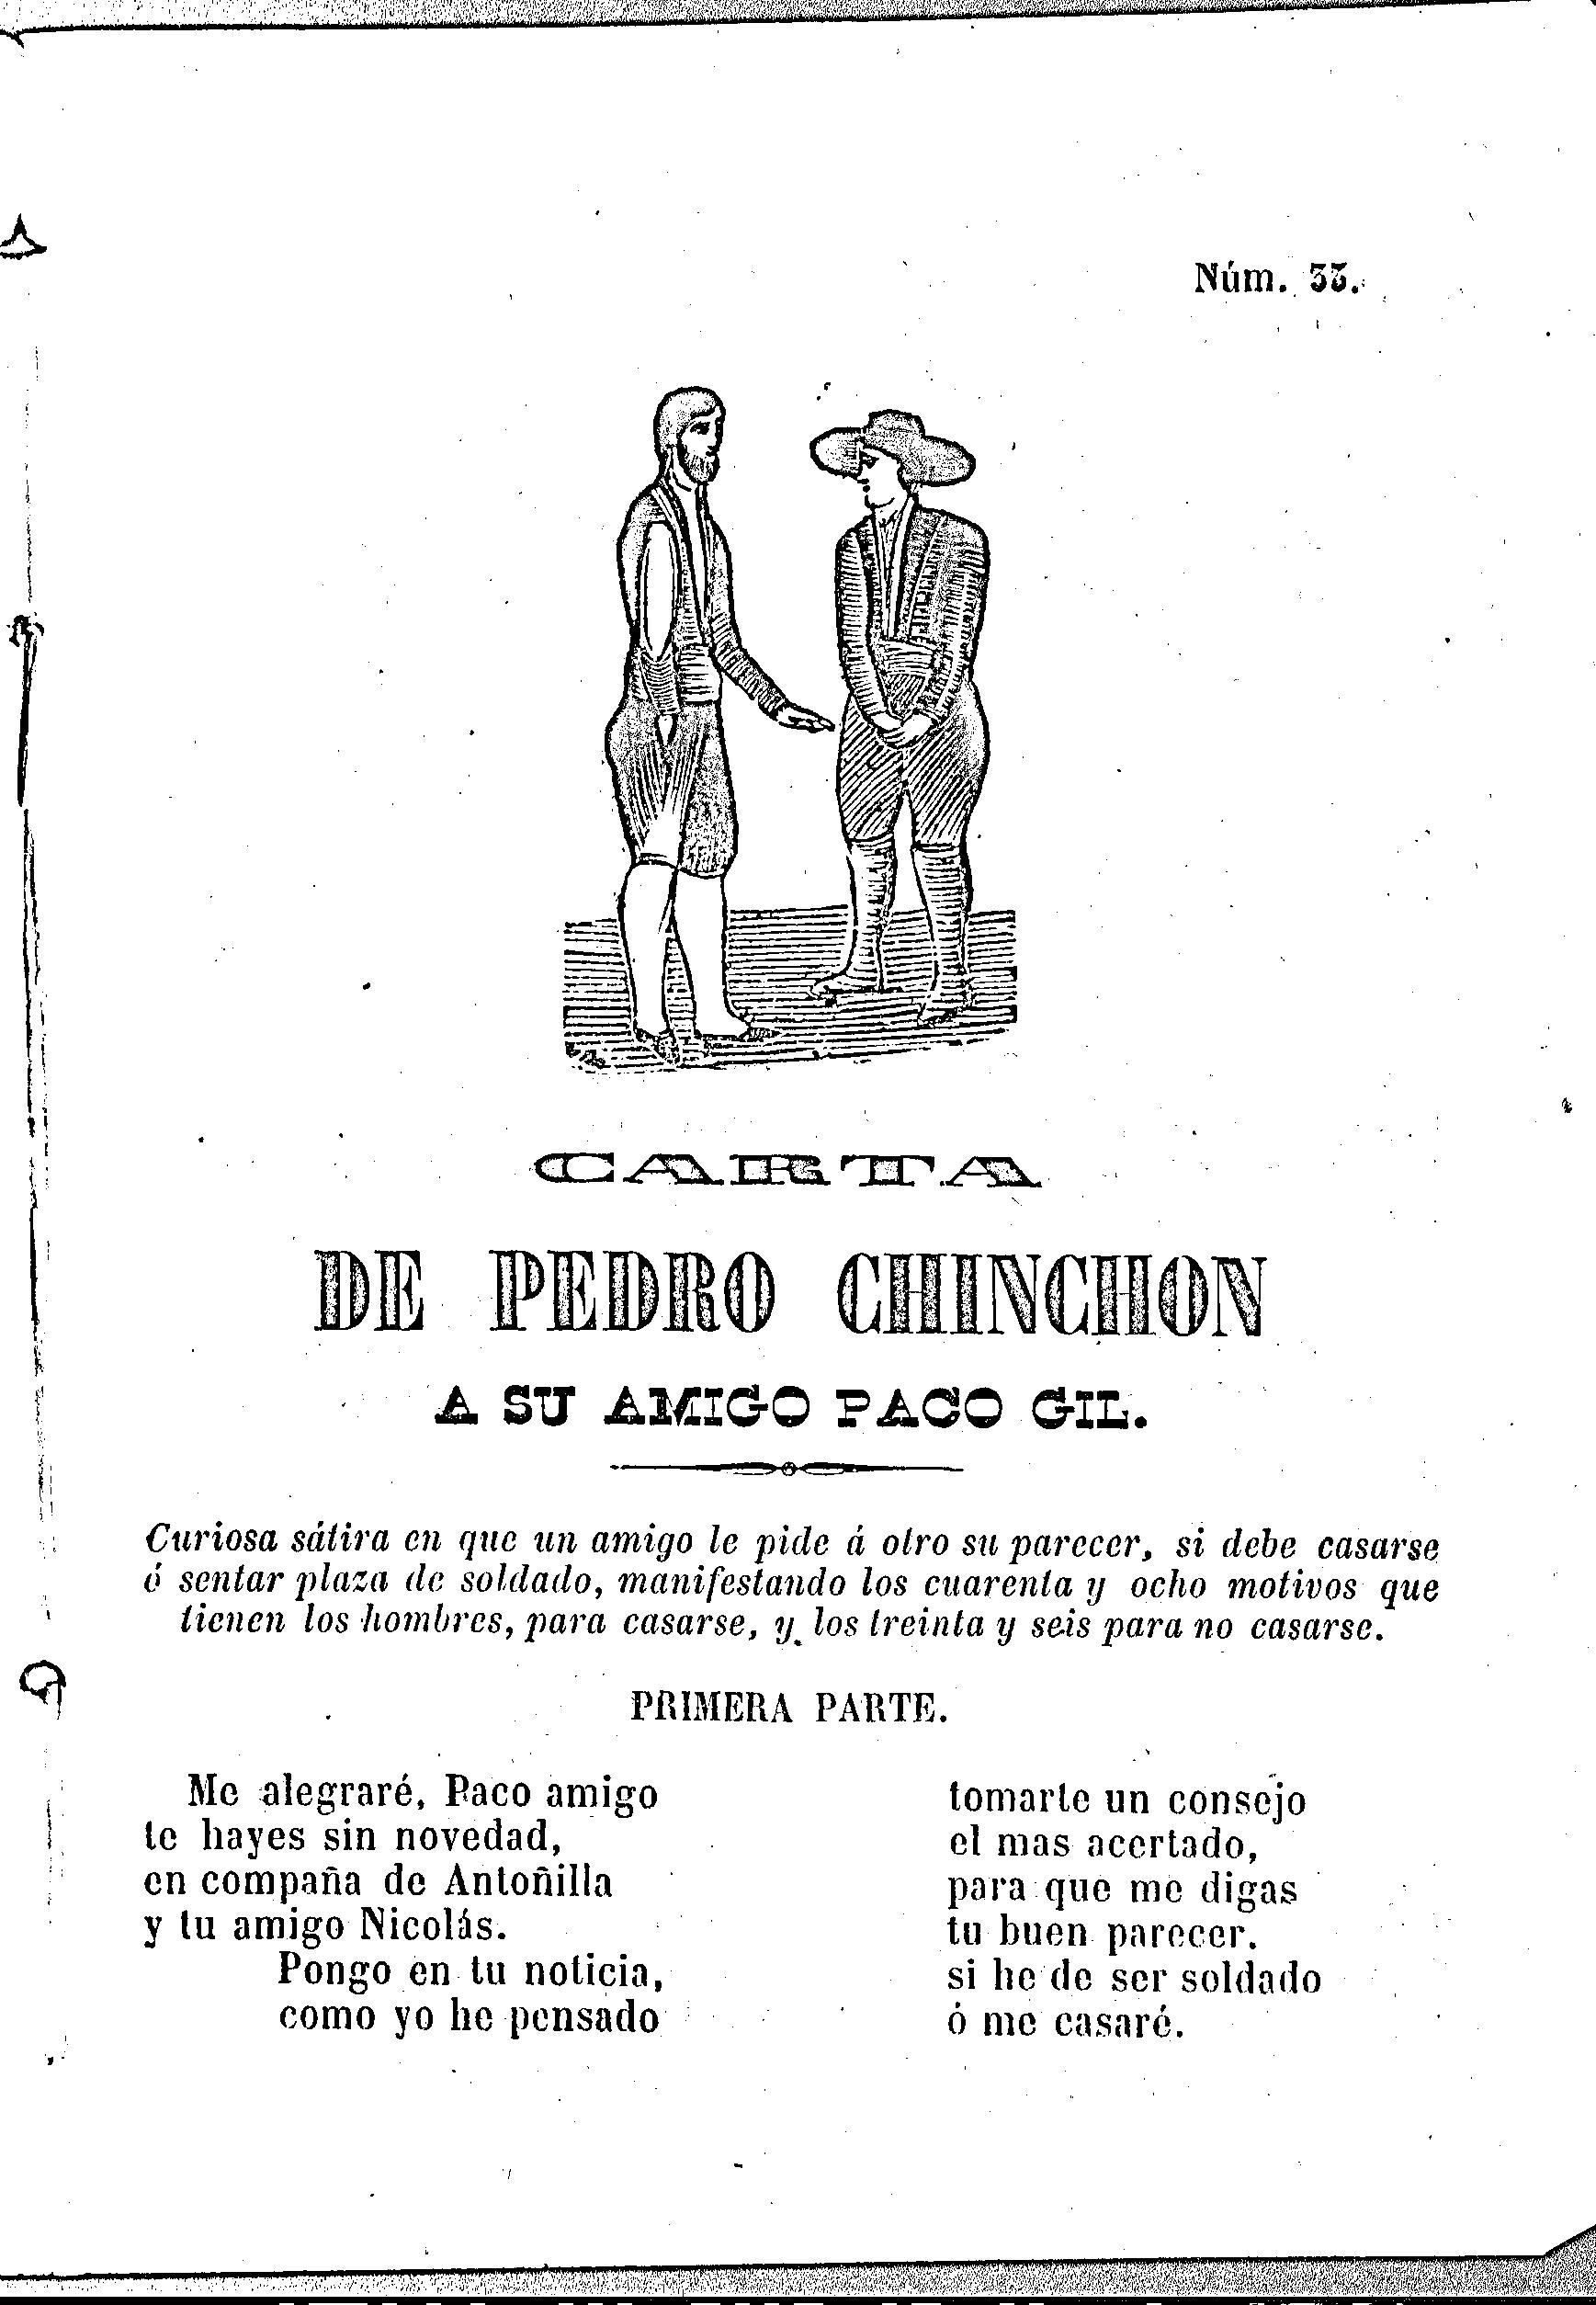 Núm. 33.
CARTA
DE PEDRO CHINCHON
A SU AMIGO PACO GIL.
Curiosa sátira en que un amigo le pide á otro su parecer, si debe casarse
ó sentar plaza de soldado, manifestando los cuarenta y ocho motivos que
tienen los hombres, para casarse, y los treinta y seis para no casarse.
PRIMERA PARTE.
Me alegraré, Paco amigo
te hayes sin novedad,
en compaña de Antoñilla
y tu amigo Nicolás.
Pongo en tu noticia,
como yo he pensado
tomarte un consejo
el mas acertado,
para que me digas
tu buen parecer.
si he de ser soldado
ó me casaré.